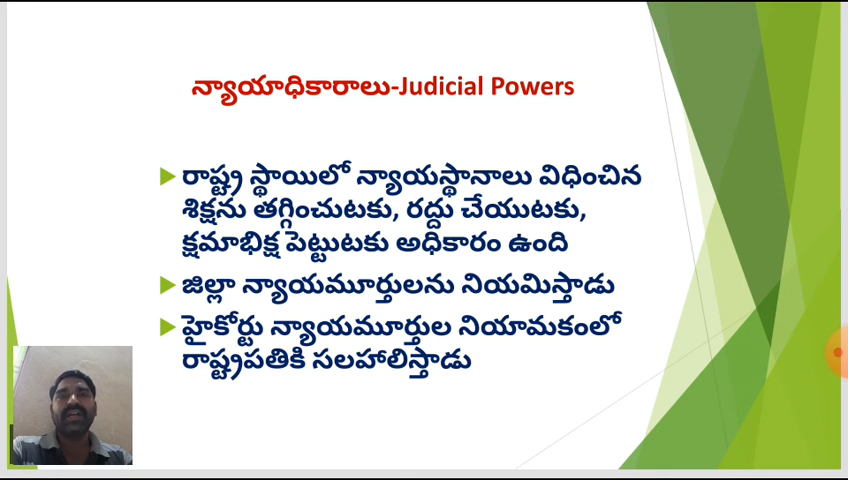 న్యాయాధికారాలు-Judicial Powers
రాష్ట్ర స్థాయిలో న్యాయస్థానాలు విధించిన
శిక్షను తగ్గించుటకు, రద్దు చేయుటకు,
క్షమాభిక్ష పెట్టుటకు అధికారం ఉంది
జిల్లా న్యాయమూర్తులను నియమిస్తాడు
హైకోర్టు న్యాయమూర్తుల నియామకంలో
రాష్ట్రపతికి సలహాలిస్తాడు